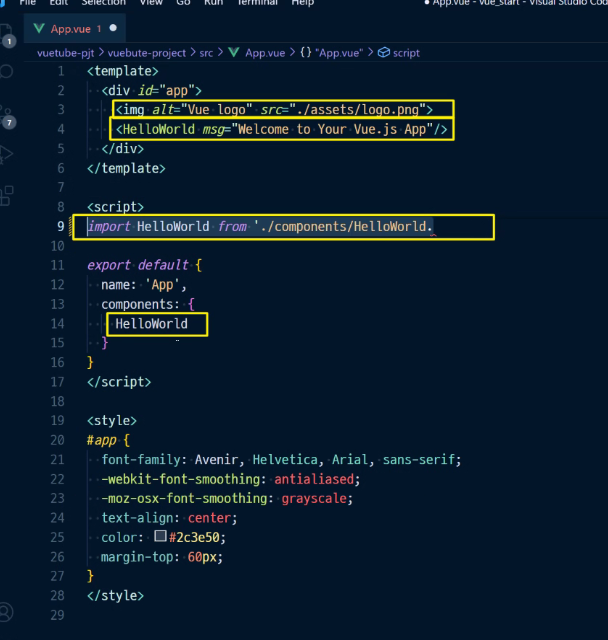 File Edit Selection View Go Run Terminal Help ● App.vue - vue_start - Visual Studio Cod
App.vue 1 ●
vuetube-pjt > vuebute-project > src > App.vue > {} "App.vue" > script
1
7
1 <template>
2 <div id="app">
3 <img alt="Vue logo" src="./assets/logo.png">
4 <HelloWorld msg="Welcome to Your Vue.js App"/>
5 </div>
6 </template>
7
8 <script>
9 import HelloWorld from './components/HelloWorld.
10
11 export default {
12 name: 'App',
13 components: {
14 HelloWorld
15 }
16 }
17 </script>
18
19 <style>
20 #app {
21 font-family: Avenir, Helvetica, Arial, sans-serif;
22 -webkit-font-smoothing: antialiased;
23 -moz-osx-font-smoothing: grayscale;
24 text-align: center;
25 color: #2c3e50;
26 margin-top: 60px;
27 }
28 </style>
29